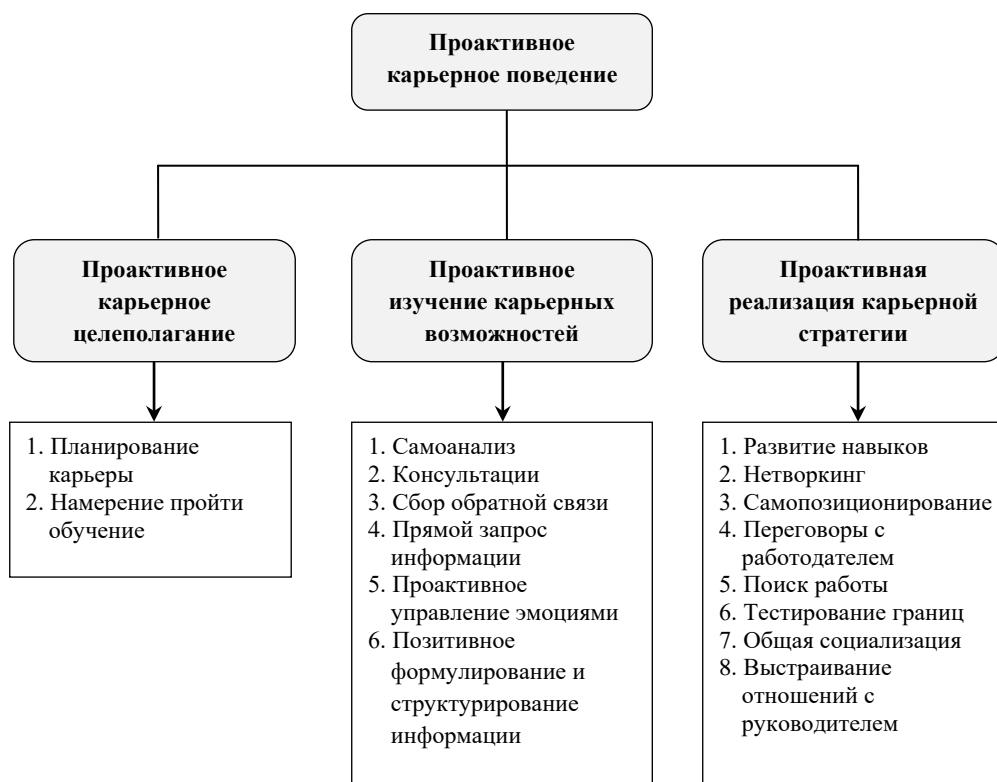 Проактивное
карьерное поведение
Проактивное
карьерное
целеполагание
Проактивное
изучение карьерных
возможностей
Проактивная
реализация карьерной
стратегии
1. Планирование
карьеры
2. Намерение пройти
обучение
1. Самоанализ
2. Консультации
3. Сбор обратной связи
4. Прямой запрос
информации
5. Проактивное
управление эмоциями
6. Позитивное
формулирование и
структурирование
информации
1. Развитие навыков
2. Нетворкинг
3. Самопозиционирование
4. Переговоры с
работодателем
5. Поиск работы
6. Тестирование границ
7. Общая социализация
8. Выстраивание
отношений с
руководителем